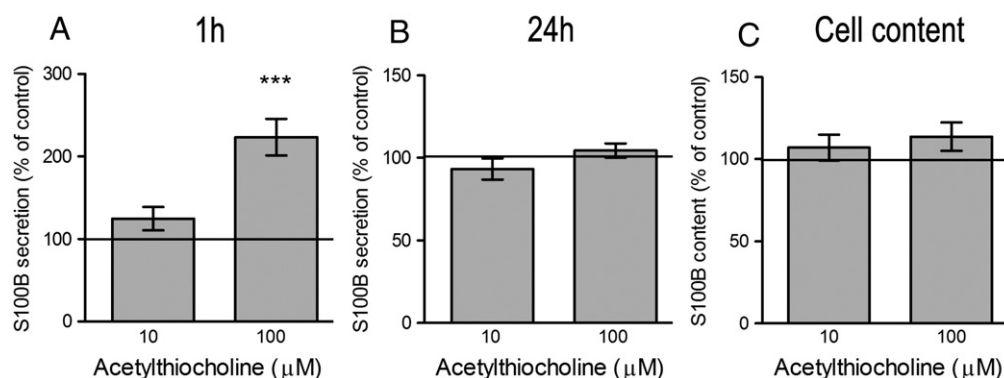 A 1h
S100B secretion (% of control)
300
200
100
0
***
10 100
Acetylthiocholine (μM)
B 24h
S100B secretion (% of control)
150
100
50
0
10 100
Acetylthiocholine (μM)
C Cell content
S100B content (% of control)
150
100
50
0
10 100
Acetylthiocholine (μM)